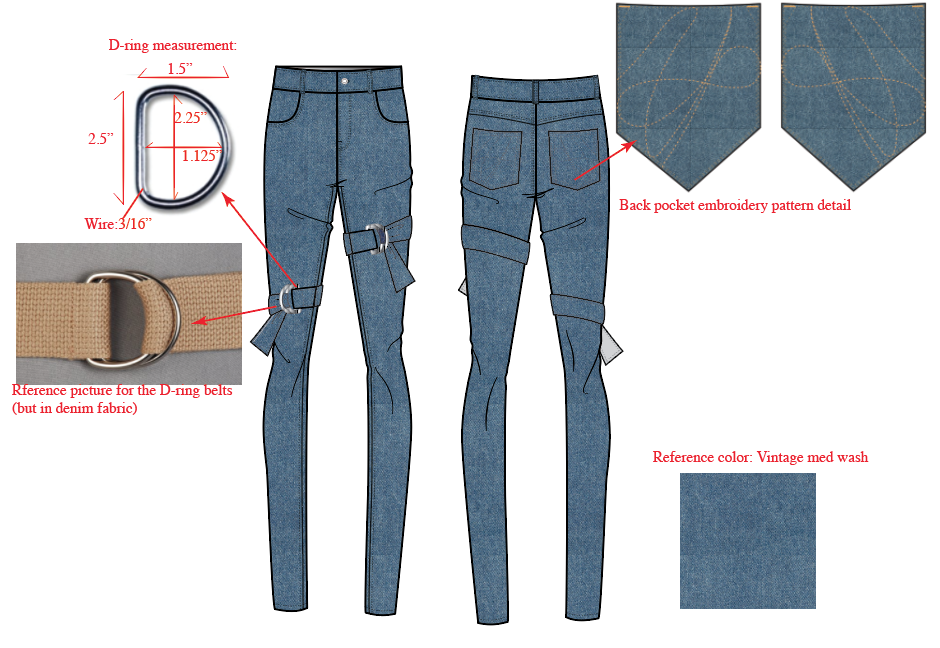 D-ring measurement:
1.5”
2.25”
2.5”
1.125”
Wire:3/16”
Back pocket embroidery pattern detail
Rference picture for the D-ring belts
(but in denim fabric)
Reference color: Vintage med wash